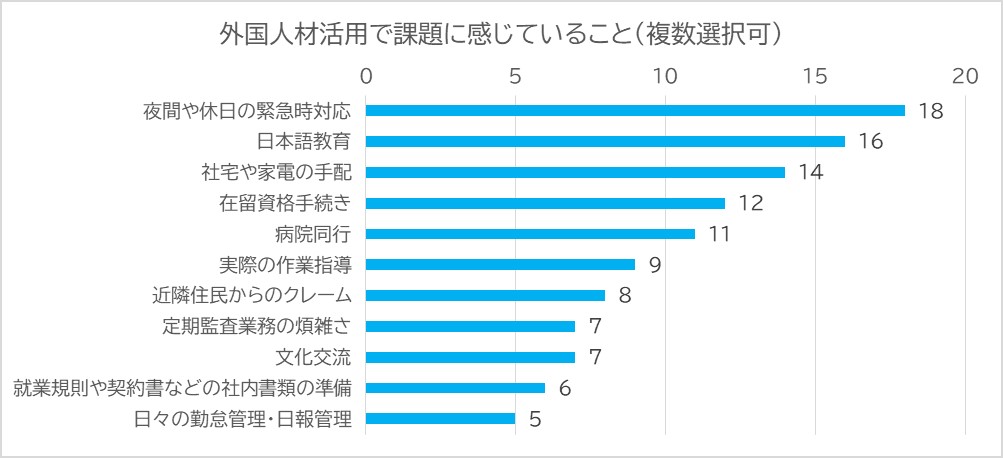 外国人材活用で課題に感じていること(複数選択可)
0 5 10 15 20
夜間や休日の緊急時対応 18
日本語教育 16
社宅や家電の手配 14
在留資格手続き 12
病院同行 11
実際の作業指導 9
近隣住民からのクレーム 8
定期監査業務の煩雑さ 7
文化交流 7
就業規則や契約書などの社内書類の準備 6
日々の勤怠管理・日報管理 5